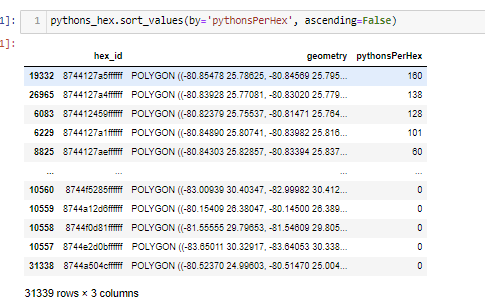 1]: 1 pythons_hex.sort_values(by='pythonsPerHex', ascending=False)
1]:
hex_id geometry pythonsPerHex
19332 8744127a5ffffff POLYGON ((-80.85478 25.78625, -80.84569 25.795... 160
26965 8744127a4ffffff POLYGON ((-80.83928 25.77081, -80.83020 25.779... 138
6083 874412459ffffff POLYGON ((-80.82379 25.75537, -80.81471 25.764... 128
6229 8744127a1ffffff POLYGON ((-80.84890 25.80741, -80.83982 25.816... 101
8825 8744127aeffffff POLYGON ((-80.84303 25.82857, -80.83394 25.837... 60
... ... ... ...
10560 8744f5285ffffff POLYGON ((-83.00939 30.40347, -82.99982 30.412... 0
10559 8744a12d6ffffff POLYGON ((-80.15409 26.38047, -80.14500 26.389... 0
10558 8744f0d81ffffff POLYGON ((-81.55555 29.79653, -81.54609 29.805... 0
10557 8744e2d0bffffff POLYGON ((-83.65011 30.32917, -83.64053 30.338... 0
31338 8744a504cffffff POLYGON ((-80.52370 24.99603, -80.51470 25.004... 0
31339 rows × 3 columns